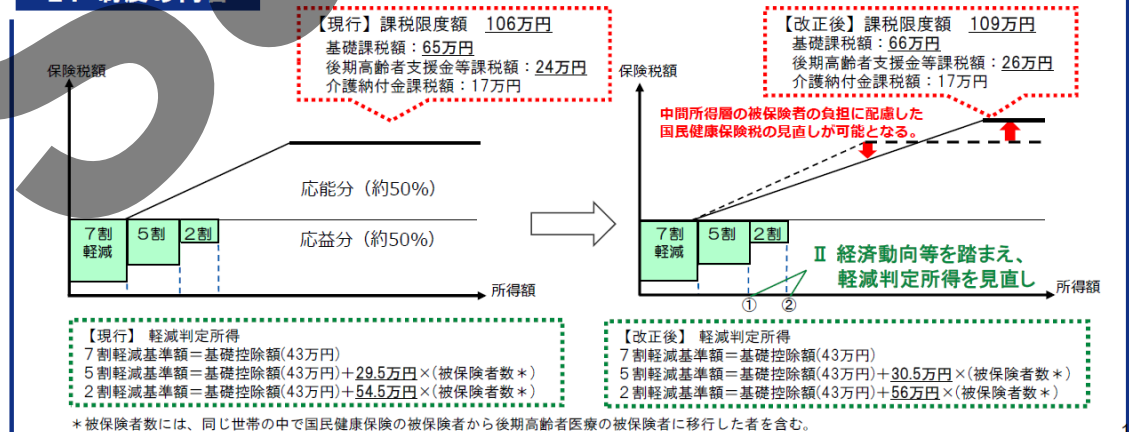 【現行】課税限度額　106万円
基礎課税額：65万円
後期高齢者支援金等課税額：24万円
介護納付金課税額：17万円
保険税額
応能分（約50%）
応益分（約50%）
7割
軽減
5割
2割
所得額
【現行】 軽減判定所得
７割軽減基準額＝基礎控除額(43万円)
５割軽減基準額＝基礎控除額(43万円)＋29.5万円×(被保険者数＊)
２割軽減基準額＝基礎控除額(43万円)＋54.5万円×(被保険者数＊)
【改正後】課税限度額　109万円
基礎課税額：66万円
後期高齢者支援金等課税額：26万円
介護納付金課税額：17万円
保険税額
中間所得層の被保険者の負担に配慮した
国民健康保険税の見直しが可能となる。
7割
軽減
5割
2割
Ⅱ 経済動向等を踏まえ、
軽減判定所得を見直し
①
②
所得額
【改正後】 軽減判定所得
７割軽減基準額＝基礎控除額(43万円)
５割軽減基準額＝基礎控除額(43万円)＋30.5万円×(被保険者数＊)
２割軽減基準額＝基礎控除額(43万円)＋56万円×(被保険者数＊)
＊被保険者数には、同じ世帯の中で国民健康保険の被保険者から後期高齢者医療の被保険者に移行した者を含む。